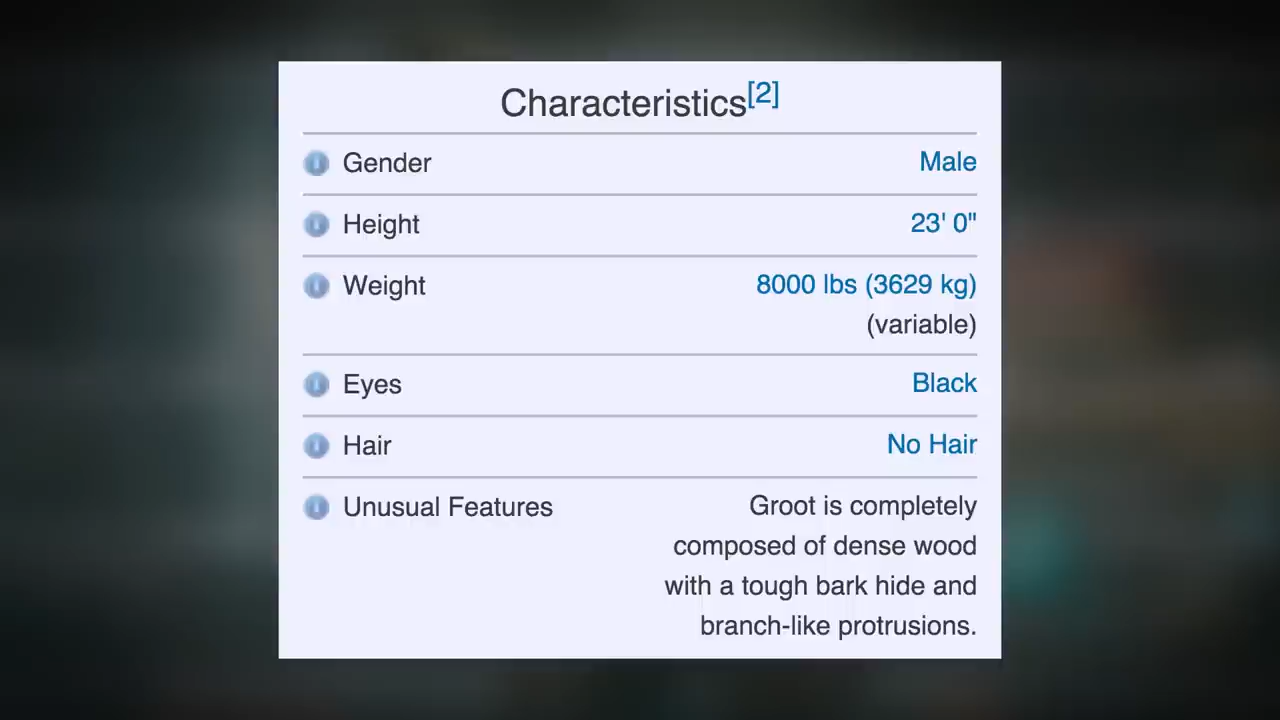 Characteristics[2]
Gender Male
Height 23' 0"
Weight 8000 lbs (3629 kg)
(variable)
Eyes Black
Hair No Hair
Unusual Features Groot is completely
composed of dense wood
with a tough bark hide and
branch-like protrusions.